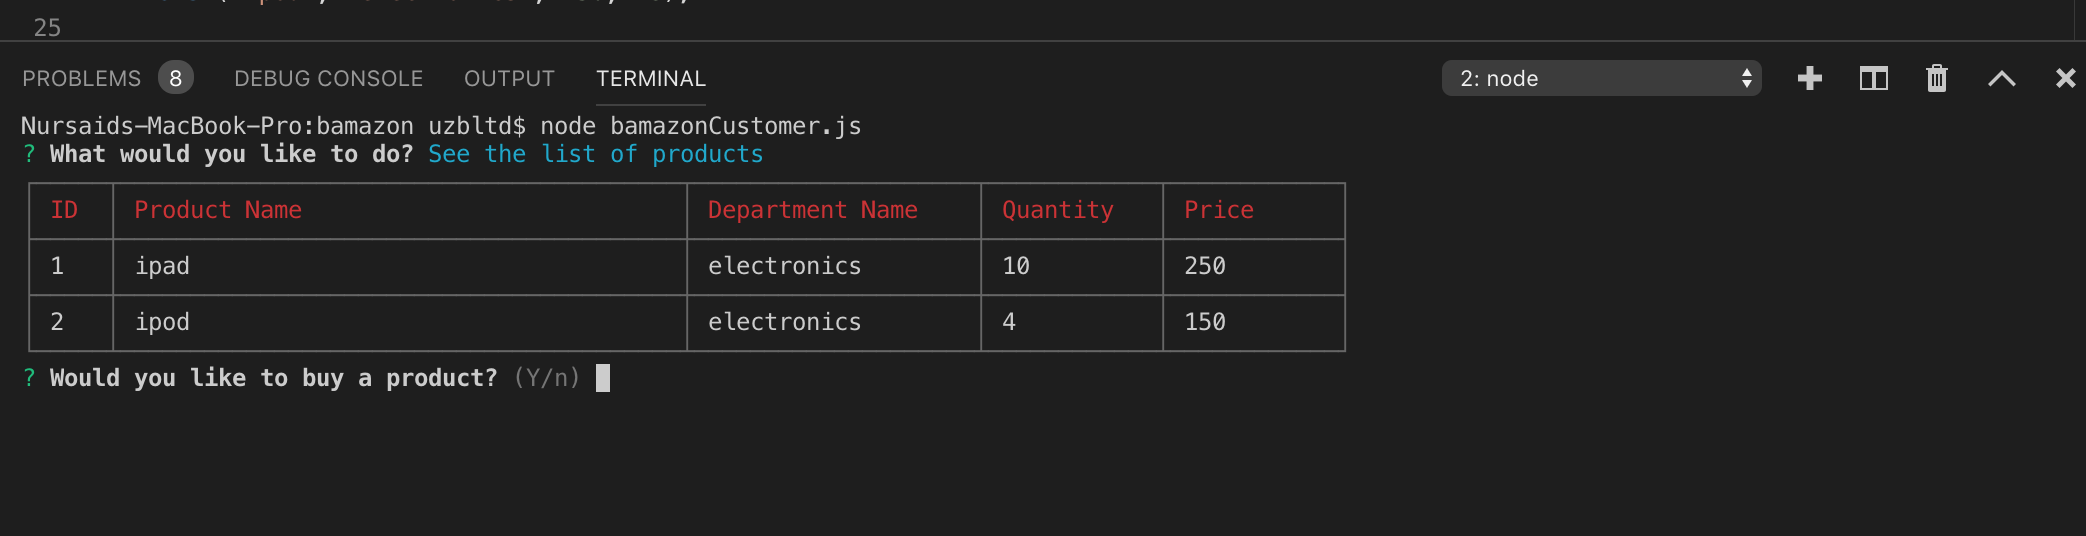 25
PROBLEMS 8 DEBUG CONSOLE OUTPUT TERMINAL 2: node
Nursaids-MacBook-Pro:bamazon uzbltd$ node bamazonCustomer.js
? What would you like to do? See the list of products
ID Product Name Department Name Quantity Price
1 ipad electronics 10 250
2 ipod electronics 4 150
? Would you like to buy a product? (Y/n)